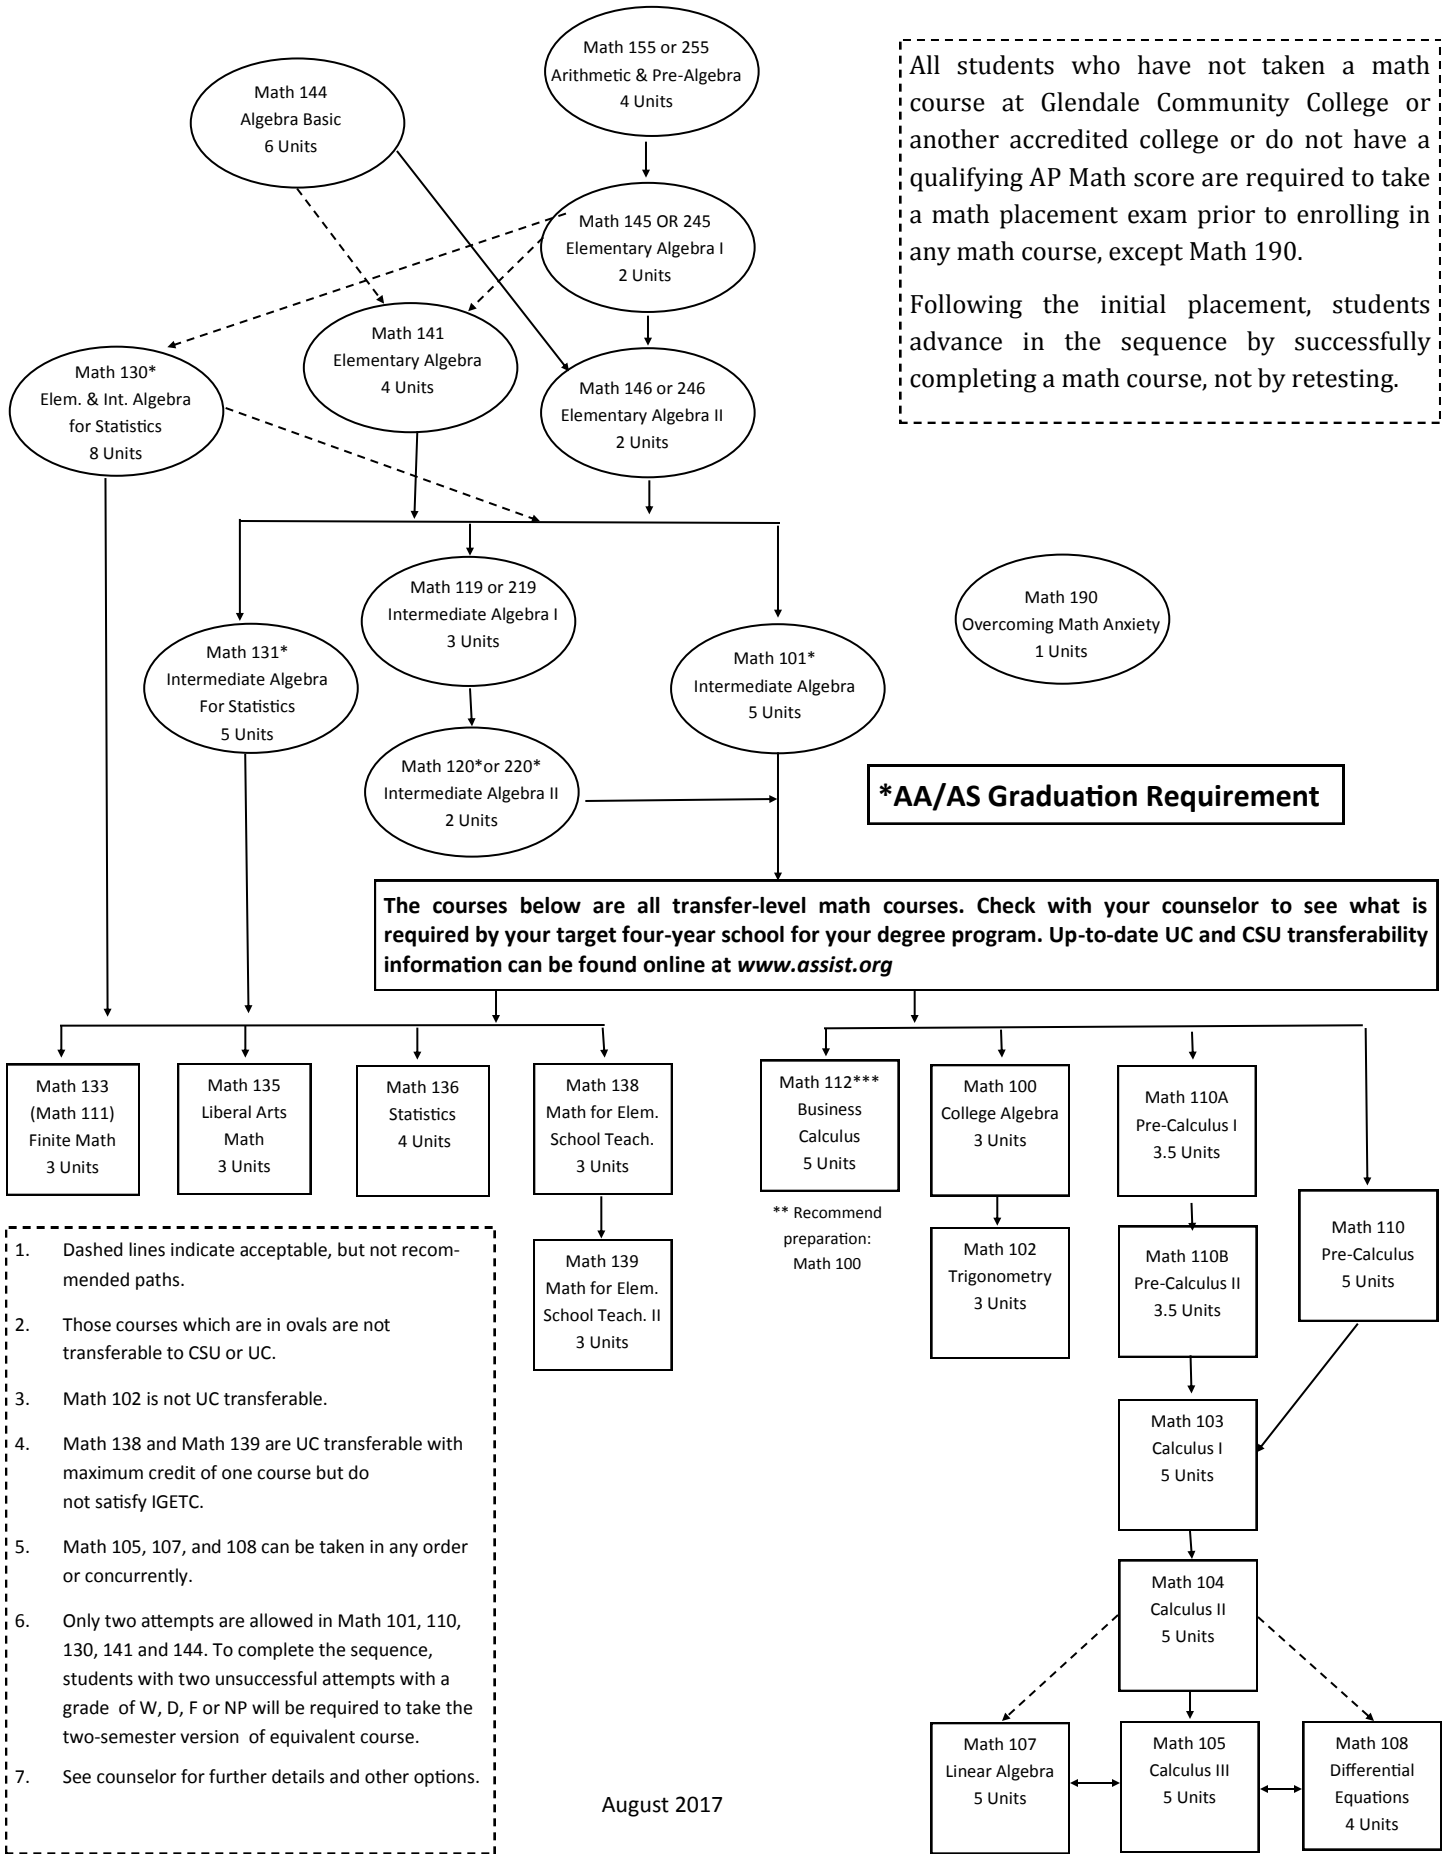 Math 155 or 255
Arithmetic & Pre-Algebra
4 Units
Math 144
Algebra Basic
6 Units
All students who have not taken a math
course at Glendale Community College or
another accredited college or do not have a
qualifying AP Math score are required to take
a math placement exam prior to enrolling in
any math course, except Math 190.
Following the initial placement, students
advance in the sequence by successfully
completing a math course, not by retesting.
Math 145 OR 245
Elementary Algebra I
2 Units
Math 141
Elementary Algebra
4 Units
Math 130*
Elem. & Int. Algebra
for Statistics
8 Units
Math 146 or 246
Elementary Algebra II
2 Units
Math 119 or 219
Intermediate Algebra I
3 Units
Math 190
Overcoming Math Anxiety
1 Units
Math 131*
Intermediate Algebra
For Statistics
5 Units
Math 101*
Intermediate Algebra
5 Units
Math 120*or 220*
Intermediate Algebra II
2 Units
*AA/AS Graduation Requirement
The courses below are all transfer-level math courses. Check with your counselor to see what is
required by your target four-year school for your degree program. Up-to-date UC and CSU transferability
information can be found online at www.assist.org
Math 133
(Math 111)
Finite Math
3 Units
Math 135
Liberal Arts
Math
3 Units
Math 136
Statistics
4 Units
Math 138
Math for Elem.
School Teach.
3 Units
Math 112***
Business
Calculus
5 Units
Math 100
College Algebra
3 Units
Math 110A
Pre-Calculus I
3.5 Units
** Recommend
preparation:
Math 100
Math 139
Math for Elem.
School Teach. II
3 Units
Math 102
Trigonometry
3 Units
Math 110B
Pre-Calculus II
3.5 Units
Math 110
Pre-Calculus
5 Units
1. Dashed lines indicate acceptable, but not recom-
mended paths.
2. Those courses which are in ovals are not
transferable to CSU or UC.
3. Math 102 is not UC transferable.
4. Math 138 and Math 139 are UC transferable with
maximum credit of one course but do
not satisfy IGETC.
5. Math 105, 107, and 108 can be taken in any order
or concurrently.
6. Only two attempts are allowed in Math 101, 110,
130, 141 and 144. To complete the sequence,
students with two unsuccessful attempts with a
grade of W, D, F or NP will be required to take the
two-semester version of equivalent course.
7. See counselor for further details and other options.
Math 103
Calculus I
5 Units
Math 104
Calculus II
5 Units
Math 107
Linear Algebra
5 Units
Math 105
Calculus III
5 Units
Math 108
Differential
Equations
4 Units
August 2017